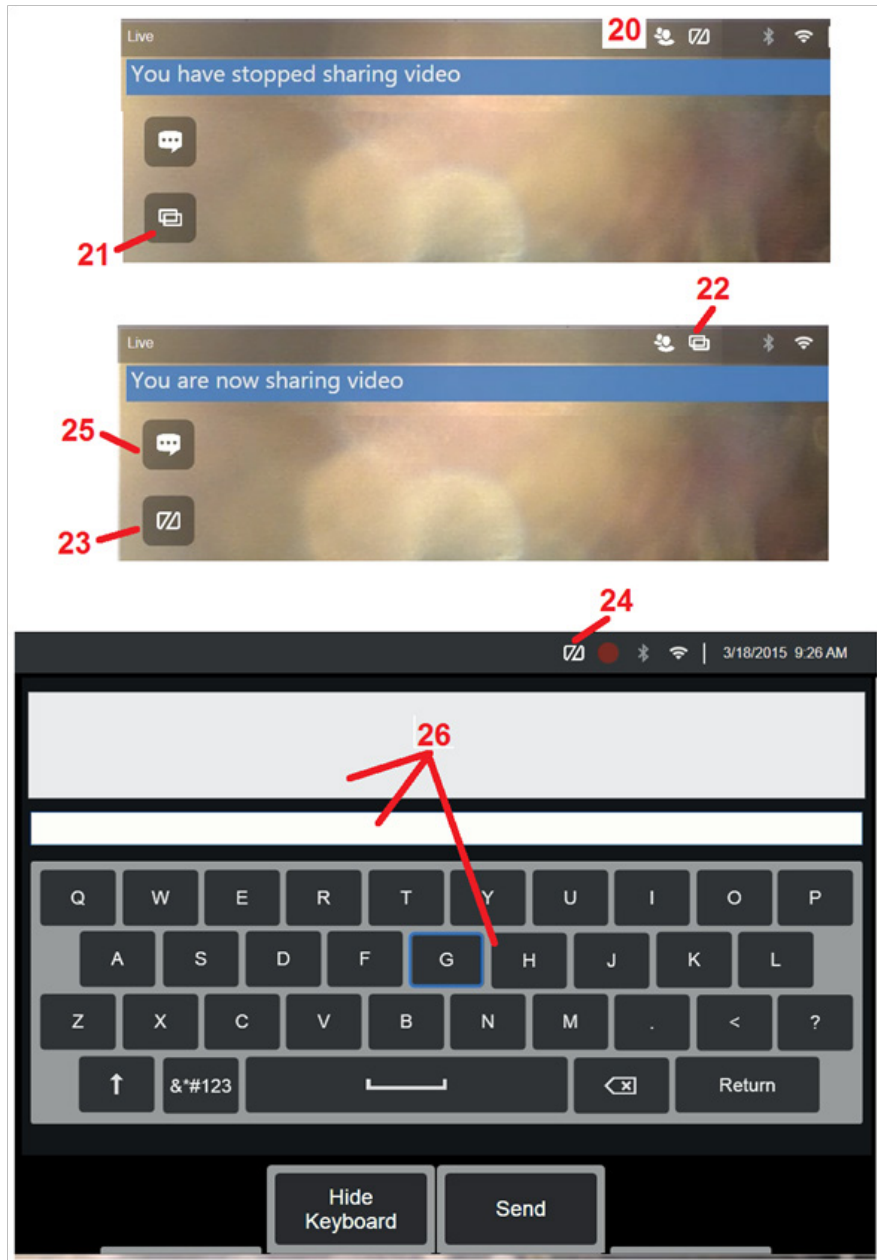 Live 20
You have stopped sharing video
21
22
Live
You are now sharing video
25
23
24
3/18/2015 9:26 AM
26
Q W E R T Y U I O P
A S D F G H J K L
Z X C V B N M . < ?
&*#123 Return
Hide
Keyboard
Send